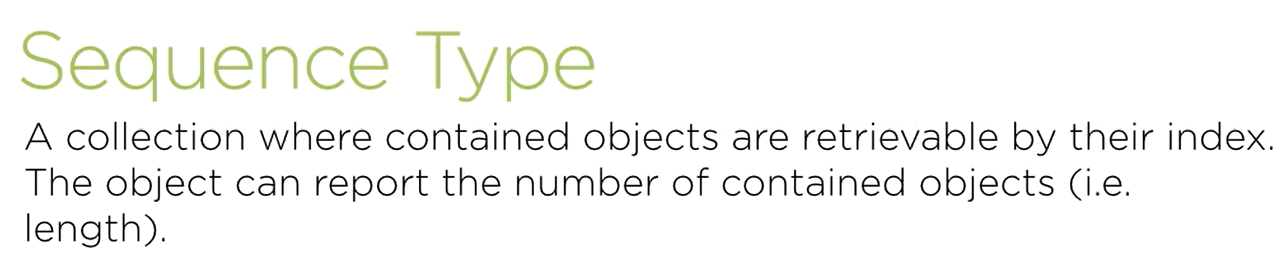 Sequence Type
A collection where contained objects are retrievable by their index.
The object can report the number of contained objects (i.e.
length).